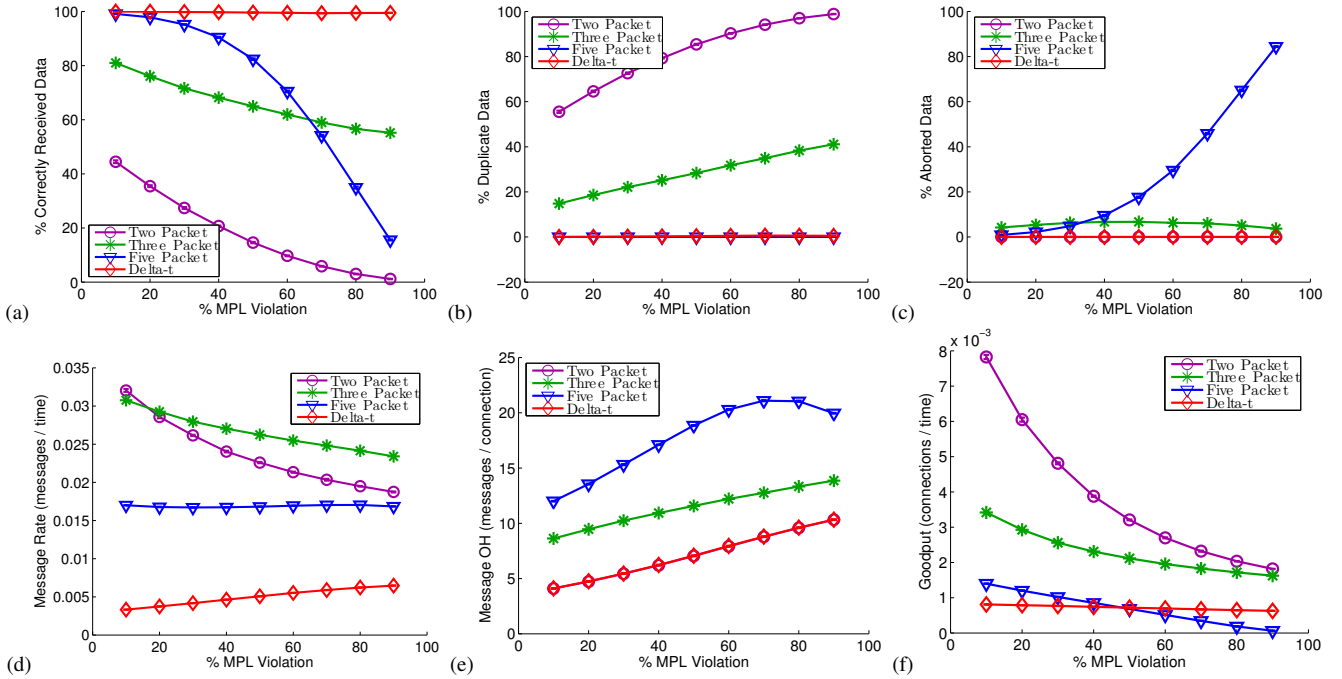 100
80
60
40
20
0
% Correctly Received Data
Two Packet
Three Packet
Five Packet
Delta-t
0 20 40 60 80 100
% MPL Violation
(a)
100
80
60
40
20
0
−20
% Duplicate Data
Two Packet
Three Packet
Five Packet
Delta-t
0 20 40 60 80 100
% MPL Violation
(b)
100
80
60
40
20
0
−20
% Aborted Data
Two Packet
Three Packet
Five Packet
Delta-t
0 20 40 60 80 100
% MPL Violation
(c)
0.035
0.03
0.025
0.02
0.015
0.01
0.005
0
Message Rate (messages / time)
Two Packet
Three Packet
Five Packet
Delta-t
0 20 40 60 80 100
% MPL Violation
(d)
25
20
15
10
5
0
Message OH (messages / connection)
Two Packet
Three Packet
Five Packet
Delta-t
0 20 40 60 80 100
% MPL Violation
(e)
x 10⁻³
8
7
6
5
4
3
2
1
0
Goodput (connections / time)
Two Packet
Three Packet
Five Packet
Delta-t
0 20 40 60 80 100
% MPL Violation
(f)